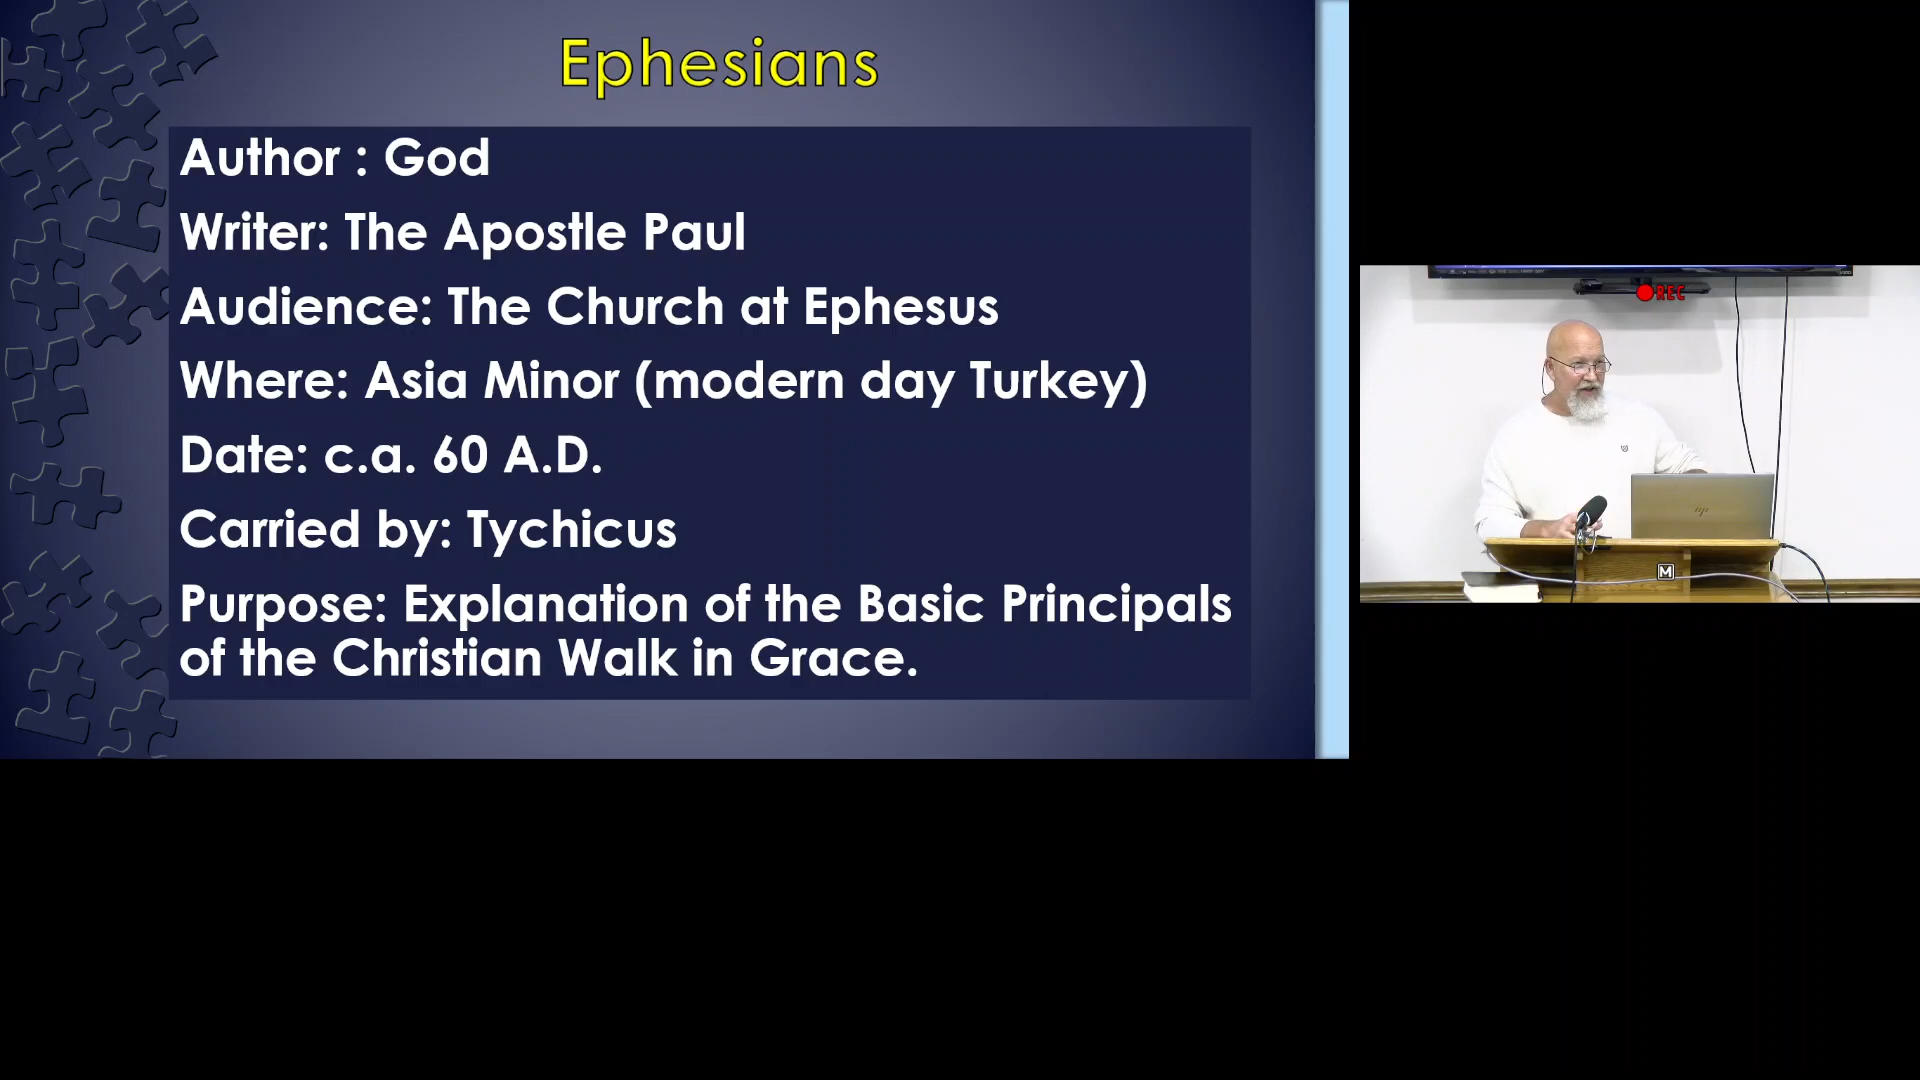 Ephesians
Author : God
Writer: The Apostle Paul
Audience: The Church at Ephesus
Where: Asia Minor (modern day Turkey)
Date: c.a. 60 A.D.
Carried by: Tychicus
Purpose: Explanation of the Basic Principals
of the Christian Walk in Grace.
REC
hp
M